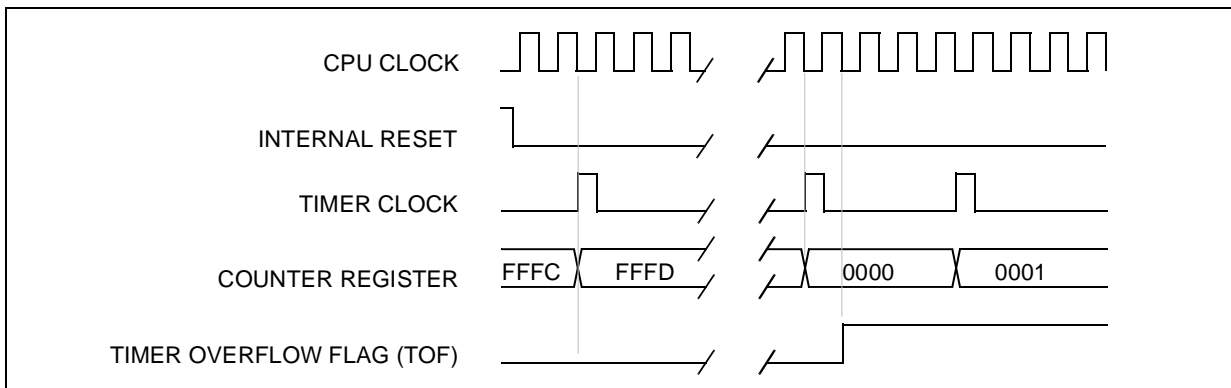 CPU CLOCK
INTERNAL RESET
TIMER CLOCK
COUNTER REGISTER FFFC FFFD 0000 0001
TIMER OVERFLOW FLAG (TOF)